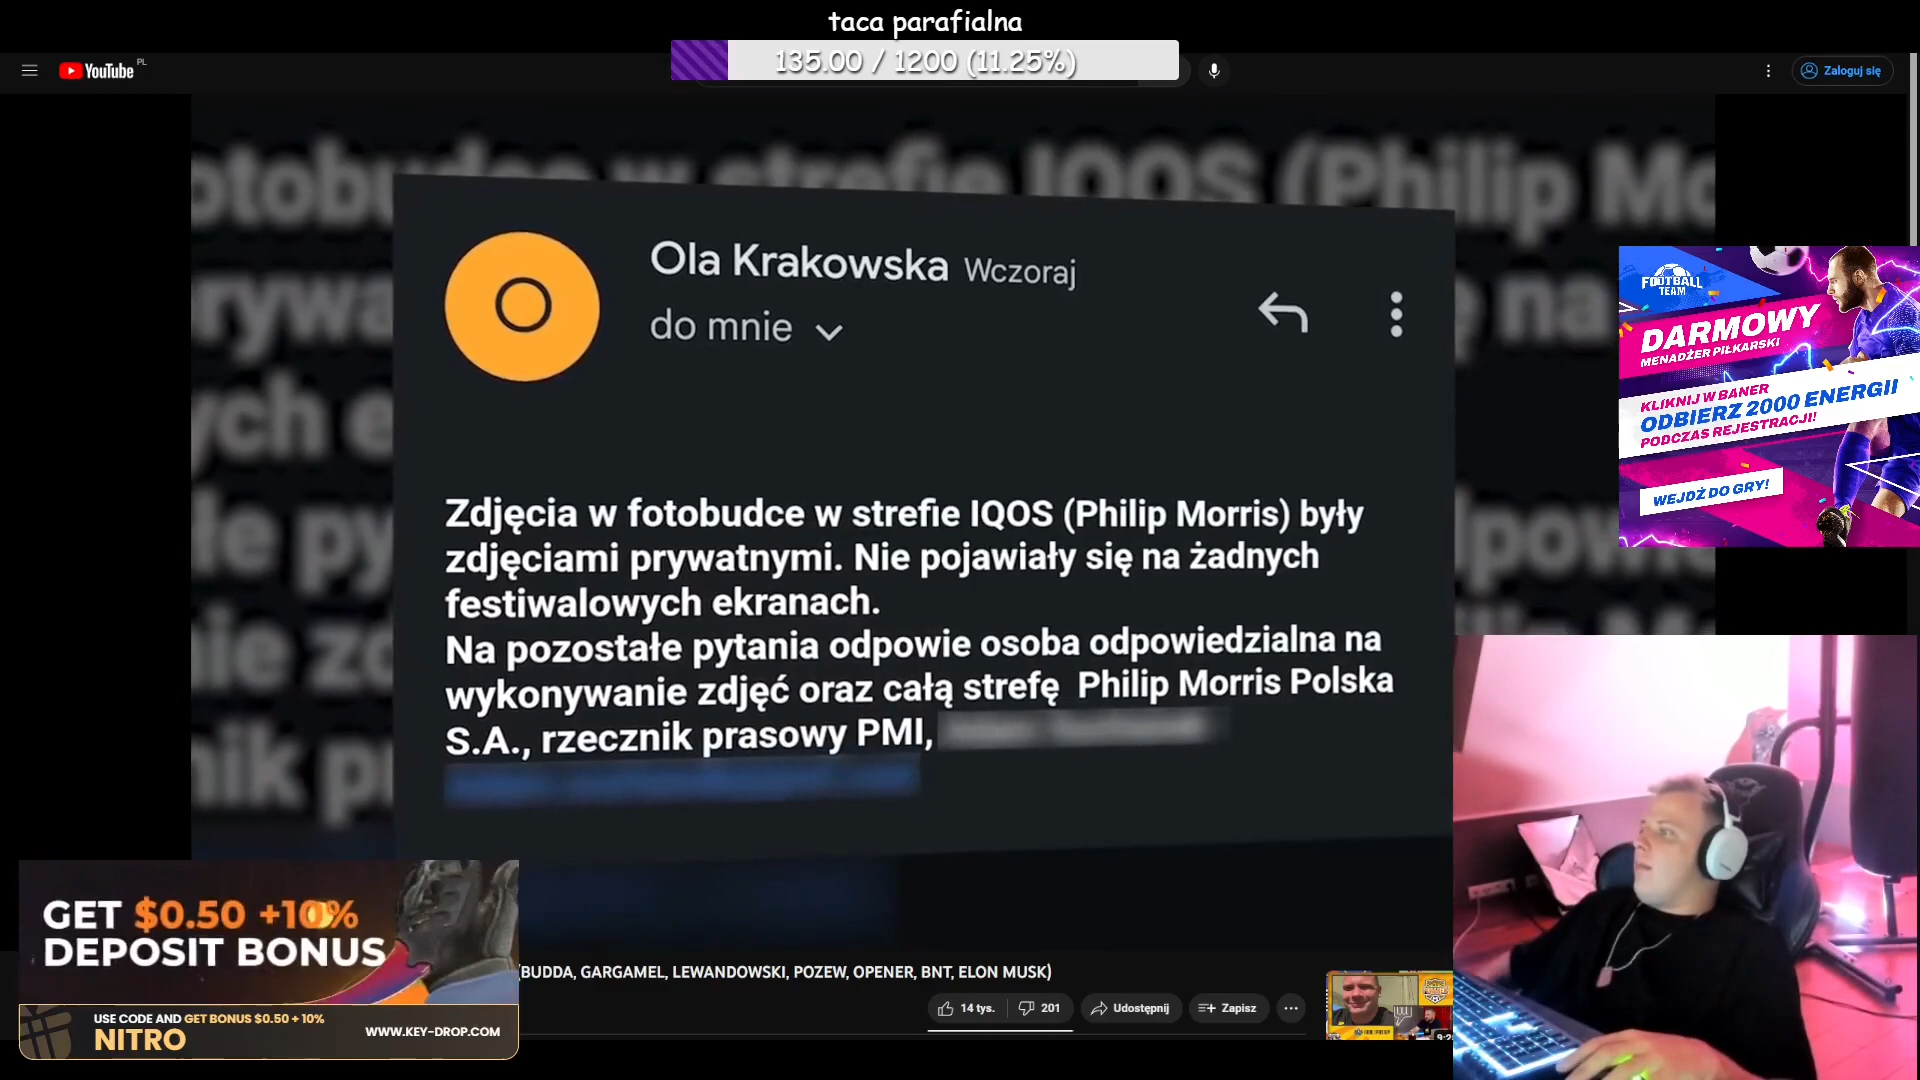 taca parafialna
135.00 / 1200 (11.25%)
YouTube PL
Zaloguj się
Ola Krakowska Wczoraj
do mnie
O
Zdjęcia w fotobudce w strefie IQOS (Philip Morris) były
zdjęciami prywatnymi. Nie pojawiały się na żadnych
festiwalowych ekranach.
Na pozostałe pytania odpowie osoba odpowiedzialna na
wykonywanie zdjęć oraz całą strefę Philip Morris Polska
S.A., rzecznik prasowy PMI,
FOOTBALL
TEAM
DARMOWY
MENADŻER PIŁKARSKI
KLIKNIJ W BANER
ODBIERZ 2000 ENERGII
PODCZAS REJESTRACJI!
WEJDŹ DO GRY!
GET $0.50 +10%
DEPOSIT BONUS
USE CODE AND GET BONUS $0.50 + 10%
NITRO
WWW.KEY-DROP.COM
(BUDDA, GARGAMEL, LEWANDOWSKI, POZEW, OPENER, BNT, ELON MUSK)
14 tys.
201
Udostępnij
Zapisz